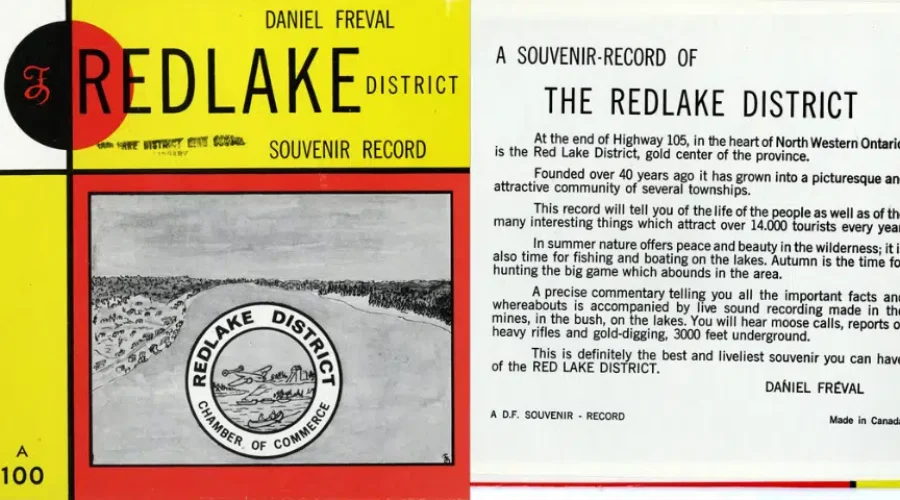 DANIEL FREVAL
REDLAKE
DISTRICT
SOUVENIR RECORD
REDLAKE DISTRICT
CHAMBER OF COMMERCE
A
100
A SOUVENIR-RECORD OF
THE REDLAKE DISTRICT
At the end of Highway 105, in the heart of North Western Ontario
is the Red Lake District, gold center of the province.
Founded over 40 years ago it has grown into a picturesque an
attractive community of several townships.
This record will tell you of the life of the people as well as of th
many interesting things which attract over 14.000 tourists every year
In summer nature offers peace and beauty in the wilderness; it i
also time for fishing and boating on the lakes. Autumn is the time fo
hunting the big game which abounds in the area.
A precise commentary telling you all the important facts an
whereabouts is accompanied by live sound recording made in the
mines, in the bush, on the lakes. You will hear moose calls, reports o
heavy rifles and gold-digging, 3000 feet underground.
This is definitely the best and liveliest souvenir you can have
of the RED LAKE DISTRICT.
DANIEL FREVAL
A D.F. SOUVENIR - RECORD
Made in Canada